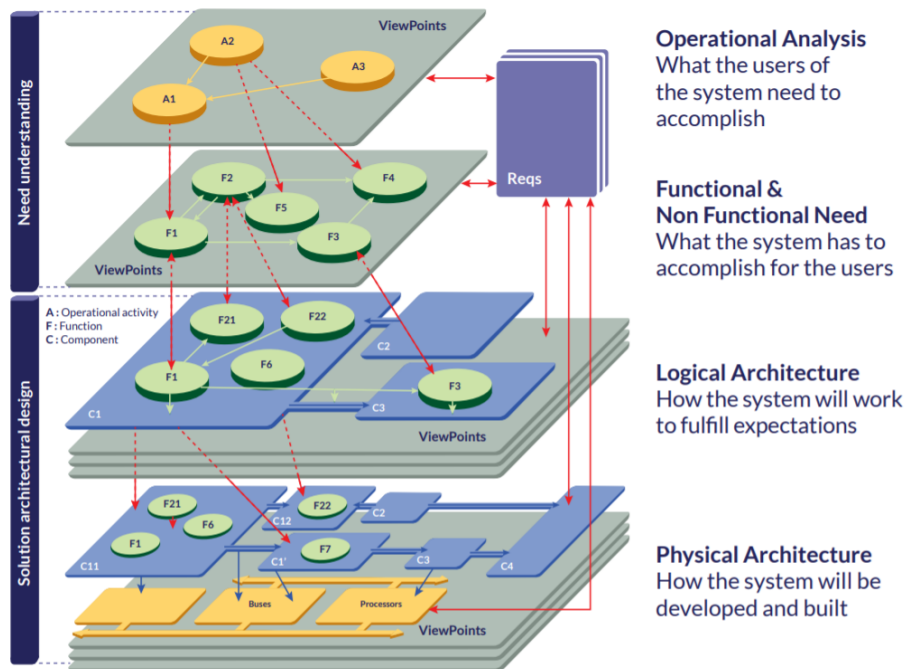 Need understanding
ViewPoints
A2
A3
A1
Reqs
F2
F4
F5
F1
F3
ViewPoints
Operational Analysis
What the users of
the system need to
accomplish
Functional &
Non Functional Need
What the system has to
accomplish for the users
Solution architectural design
A : Operational activity
F : Function
C : Component
F21
F22
C2
F1
F6
F3
C1
C3
ViewPoints
Logical Architecture
How the system will work
to fulfill expectations
F21
F22
C2
F6
C12
F1
F7
C11
C1'
C3
C4
Buses
Processors
ViewPoints
Physical Architecture
How the system will be
developed and built